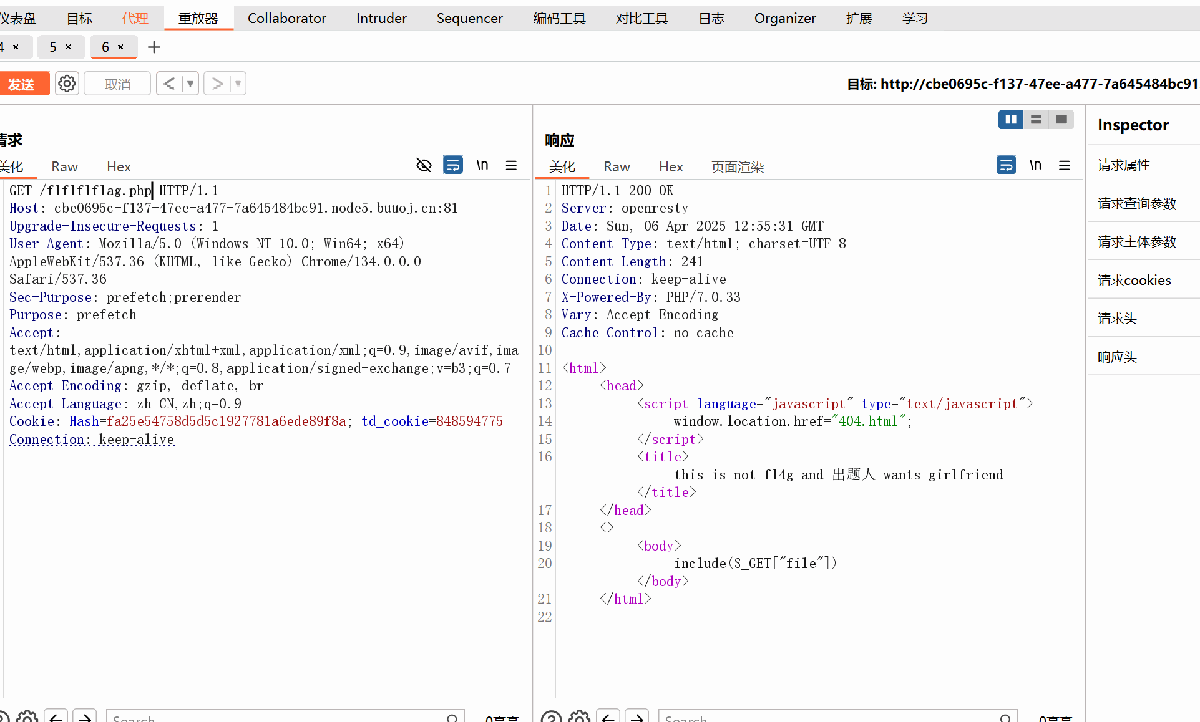 仪表盘 目标 代理 重放器 Collaborator Intruder Sequencer 编码工具 对比工具 日志 Organizer 扩展 学习
4 × 5 × 6 × +
发送 取消 < ▾ > ▾ 目标: http://cbe0695c-f137-47ee-a477-7a645484bc91
请求
美化 Raw Hex \n
GET /flflflflag.php HTTP/1.1
Host: cbe0695c-f137-47ee-a477-7a645484bc91.node5.buuoj.cn:81
Upgrade-Insecure-Requests: 1
User-Agent: Mozilla/5.0 (Windows NT 10.0; Win64; x64)
AppleWebKit/537.36 (KHTML, like Gecko) Chrome/134.0.0.0
Safari/537.36
Sec-Purpose: prefetch;prerender
Purpose: prefetch
Accept:
text/html,application/xhtml+xml,application/xml;q=0.9,image/avif,ima
ge/webp,image/apng,*/*;q=0.8,application/signed-exchange;v=b3;q=0.7
Accept-Encoding: gzip, deflate, br
Accept-Language: zh-CN,zh;q=0.9
Cookie: Hash=fa25e54758d5d5c1927781a6ede89f8a; td_cookie=848594775
Connection: keep-alive
Search
0高亮
响应
美化 Raw Hex 页面渲染 \n
1 HTTP/1.1 200 OK
2 Server: openresty
3 Date: Sun, 06 Apr 2025 12:55:31 GMT
4 Content-Type: text/html; charset=UTF-8
5 Content-Length: 241
6 Connection: keep-alive
7 X-Powered-By: PHP/7.0.33
8 Vary: Accept-Encoding
9 Cache-Control: no-cache
10
11 <html>
12 <head>
13 <script language="javascript" type="text/javascript">
14 window.location.href="404.html";
15 </script>
16 <title>
this is not fl4g and 出题人 wants girlfriend
</title>
17 </head>
18 <>
19 <body>
20 include($_GET["file"])
</body>
21 </html>
22
Search
0高亮
Inspector
请求属性
请求查询参数
请求主体参数
请求cookies
请求头
响应头